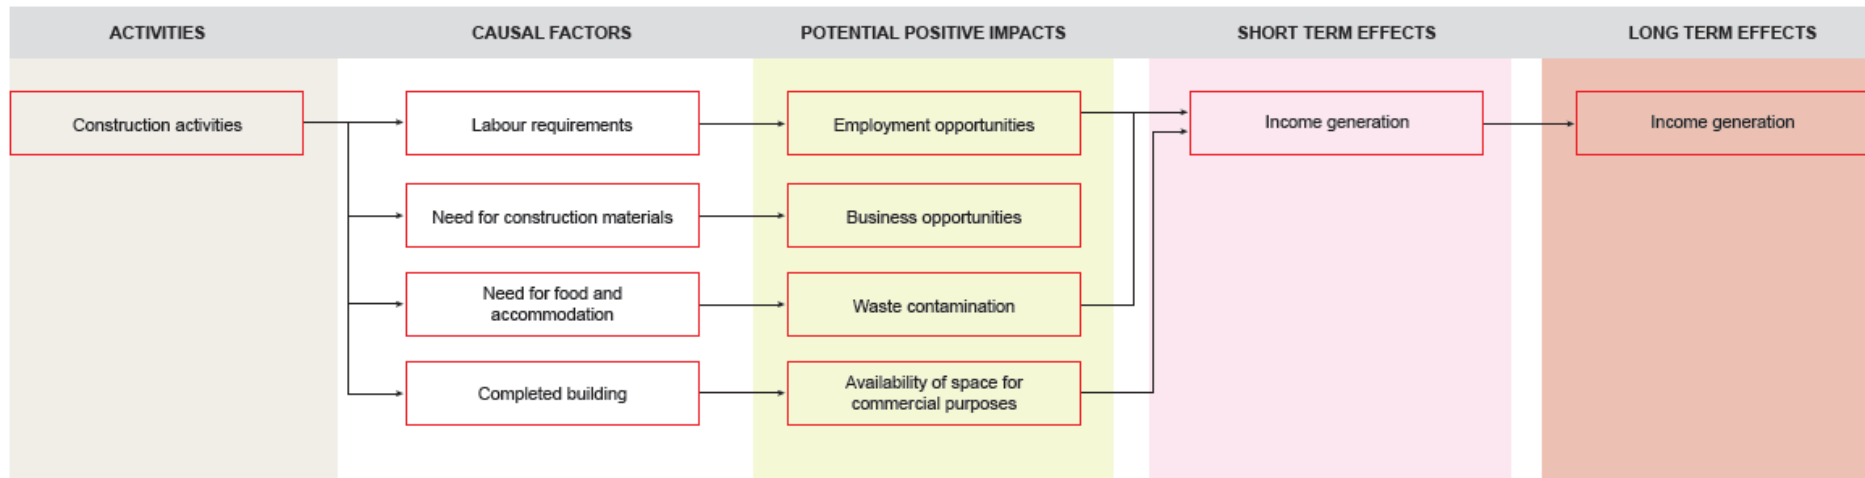 ACTIVITIES
CAUSAL FACTORS
POTENTIAL POSITIVE IMPACTS
SHORT TERM EFFECTS
LONG TERM EFFECTS
Construction activities
Labour requirements
Employment opportunities
Income generation
Income generation
Need for construction materials
Business opportunities
Need for food and
accommodation
Waste contamination
Completed building
Availability of space for
commercial purposes